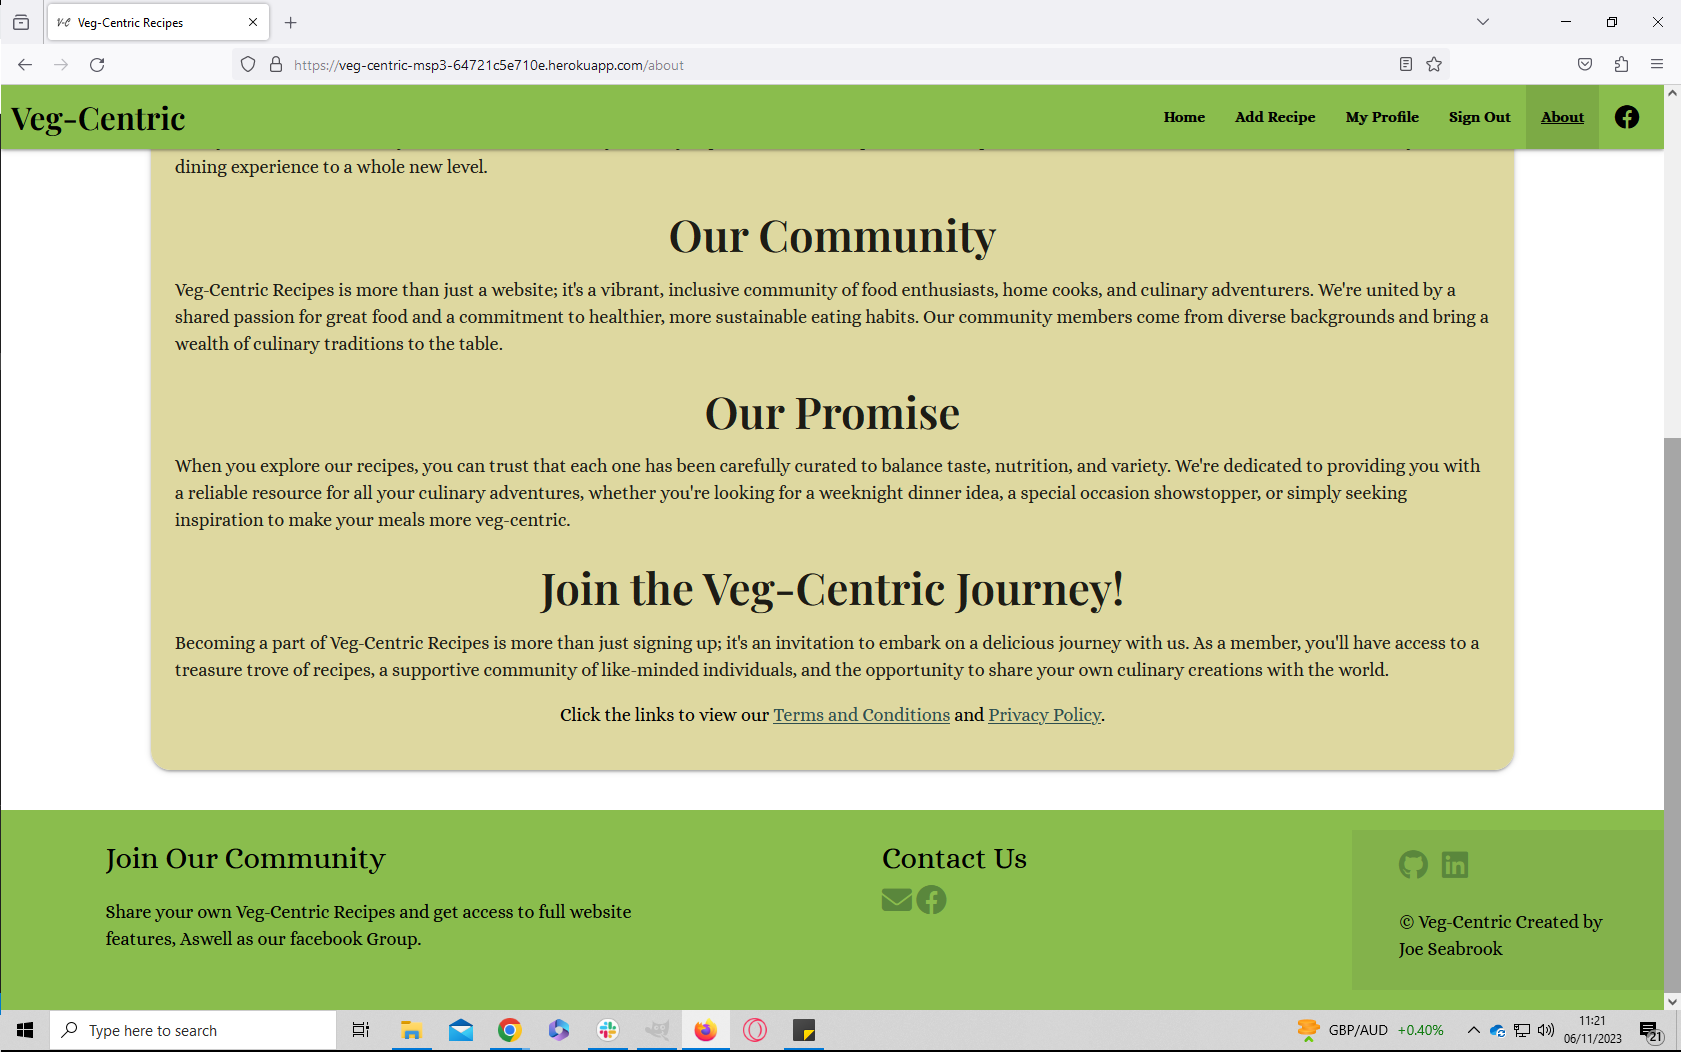 Veg-Centric Recipes
https://veg-centric-msp3-64721c5e710e.herokuapp.com/about
Veg-Centric
Home Add Recipe My Profile Sign Out About
dining experience to a whole new level.
Our Community
Veg-Centric Recipes is more than just a website; it's a vibrant, inclusive community of food enthusiasts, home cooks, and culinary adventurers. We're united by a
shared passion for great food and a commitment to healthier, more sustainable eating habits. Our community members come from diverse backgrounds and bring a
wealth of culinary traditions to the table.
Our Promise
When you explore our recipes, you can trust that each one has been carefully curated to balance taste, nutrition, and variety. We're dedicated to providing you with
a reliable resource for all your culinary adventures, whether you're looking for a weeknight dinner idea, a special occasion showstopper, or simply seeking
inspiration to make your meals more veg-centric.
Join the Veg-Centric Journey!
Becoming a part of Veg-Centric Recipes is more than just signing up; it's an invitation to embark on a delicious journey with us. As a member, you'll have access to a
treasure trove of recipes, a supportive community of like-minded individuals, and the opportunity to share your own culinary creations with the world.
Click the links to view our Terms and Conditions and Privacy Policy.
Join Our Community
Share your own Veg-Centric Recipes and get access to full website
features, Aswell as our facebook Group.
Contact Us
© Veg-Centric Created by
Joe Seabrook
Type here to search
GBP/AUD +0.40%
11:21
06/11/2023
21